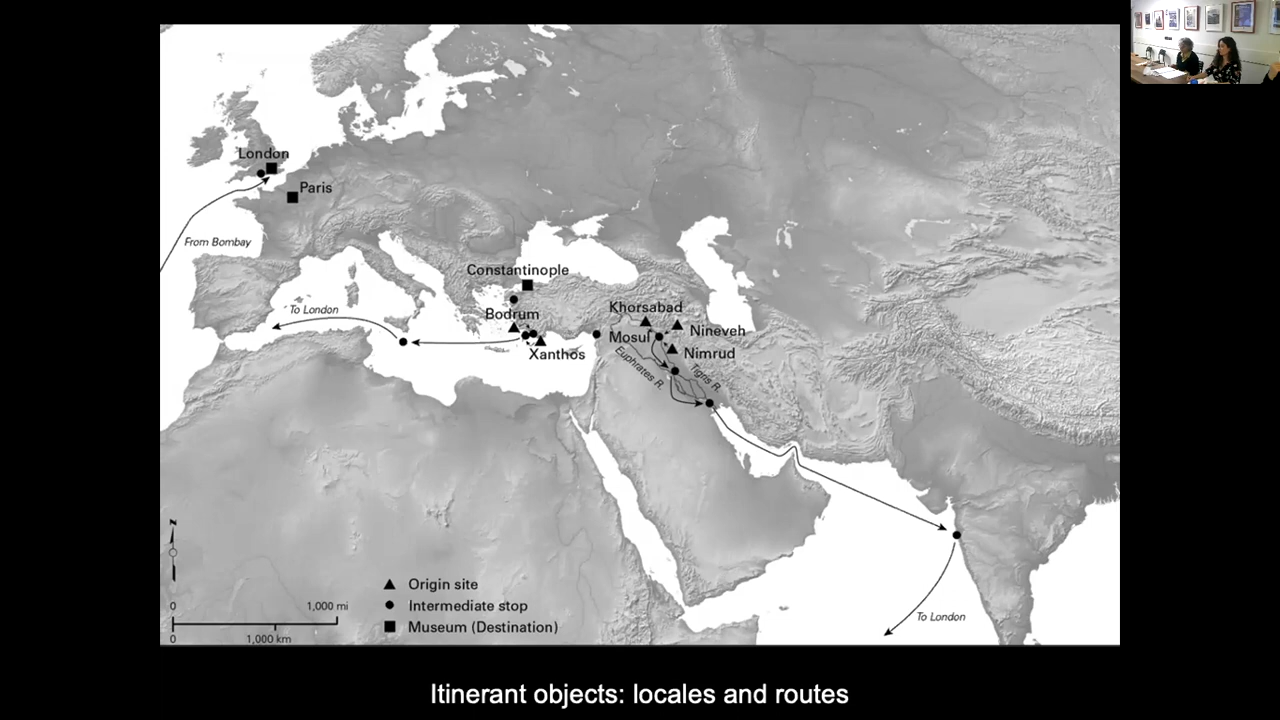 London
Paris
From Bombay
Constantinople
To London
Bodrum
Khorsabad
Mosul
Nineveh
Xanthos
Nimrud
Euphrates R.
Tigris R.
N
Origin site
0
1,000 mi
Intermediate stop
To London
Museum (Destination)
0
1,000 km
Itinerant objects: locales and routes